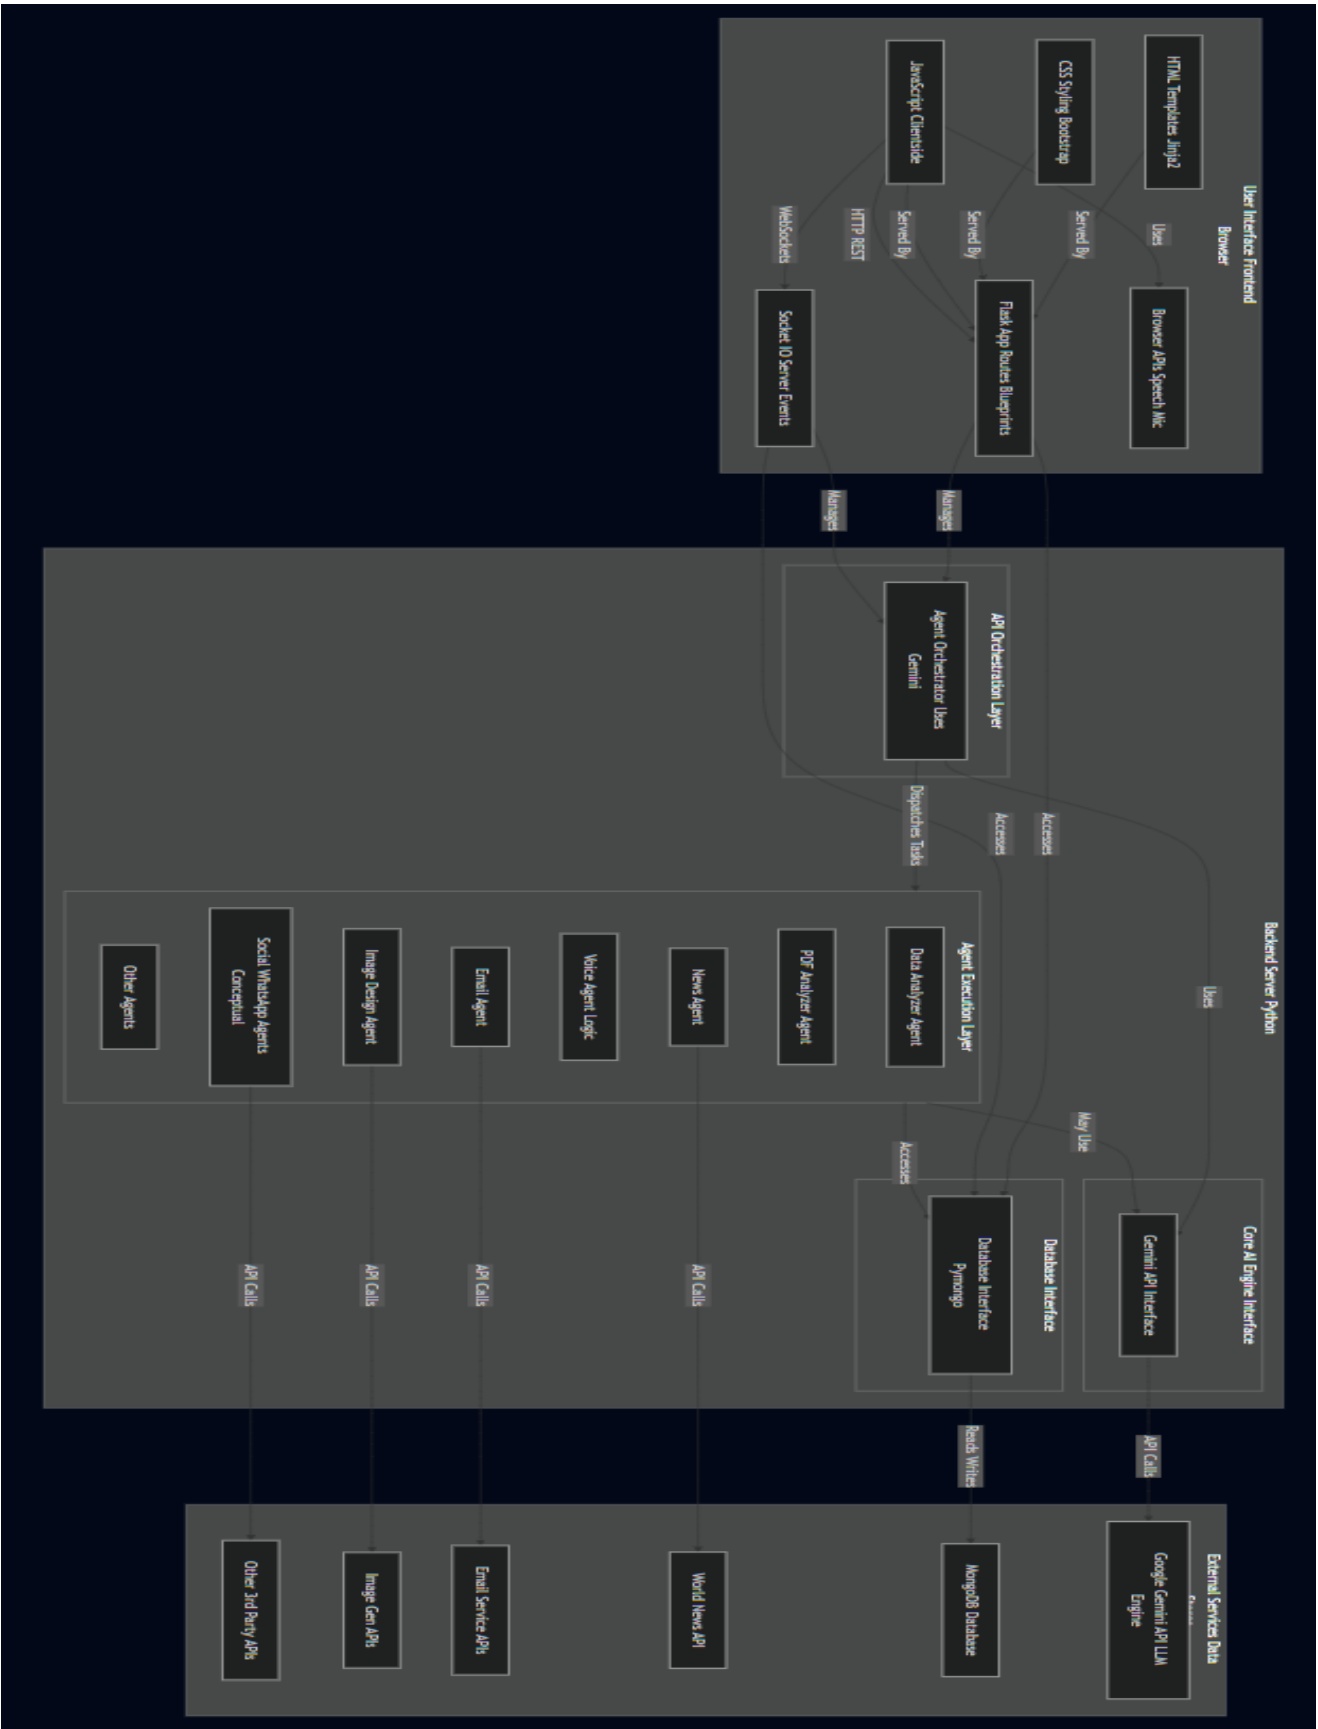 User Interface Frontend
Browser
HTML Templates Jinja2
CSS Styling Bootstrap
JavaScript Clientside
Uses
Served By
Served By
Served By
HTTP REST
WebSockets
Browser APIs Speech Mic
Flask App Routes Blueprints
Socket IO Server Events
Manages
Manages
Backend Server Python
API Orchestration Layer
Agent Orchestrator Uses
Gemini
Dispatches Tasks
Accesses
Accesses
Uses
Agent Execution Layer
Data Analyzer Agent
PDF Analyzer Agent
News Agent
Voice Agent Logic
Email Agent
Image Design Agent
Social WhatsApp Agents
Conceptual
Other Agents
May Use
Accesses
Core AI Engine Interface
Gemini API Interface
Database Interface
Database Interface
Pymongo
API Calls
API Calls
API Calls
API Calls
API Calls
Reads Writes
External Services Data
Google Gemini API LLM
Engine
MongoDB Database
World News API
Email Service APIs
Image Gen APIs
Other 3rd Party APIs